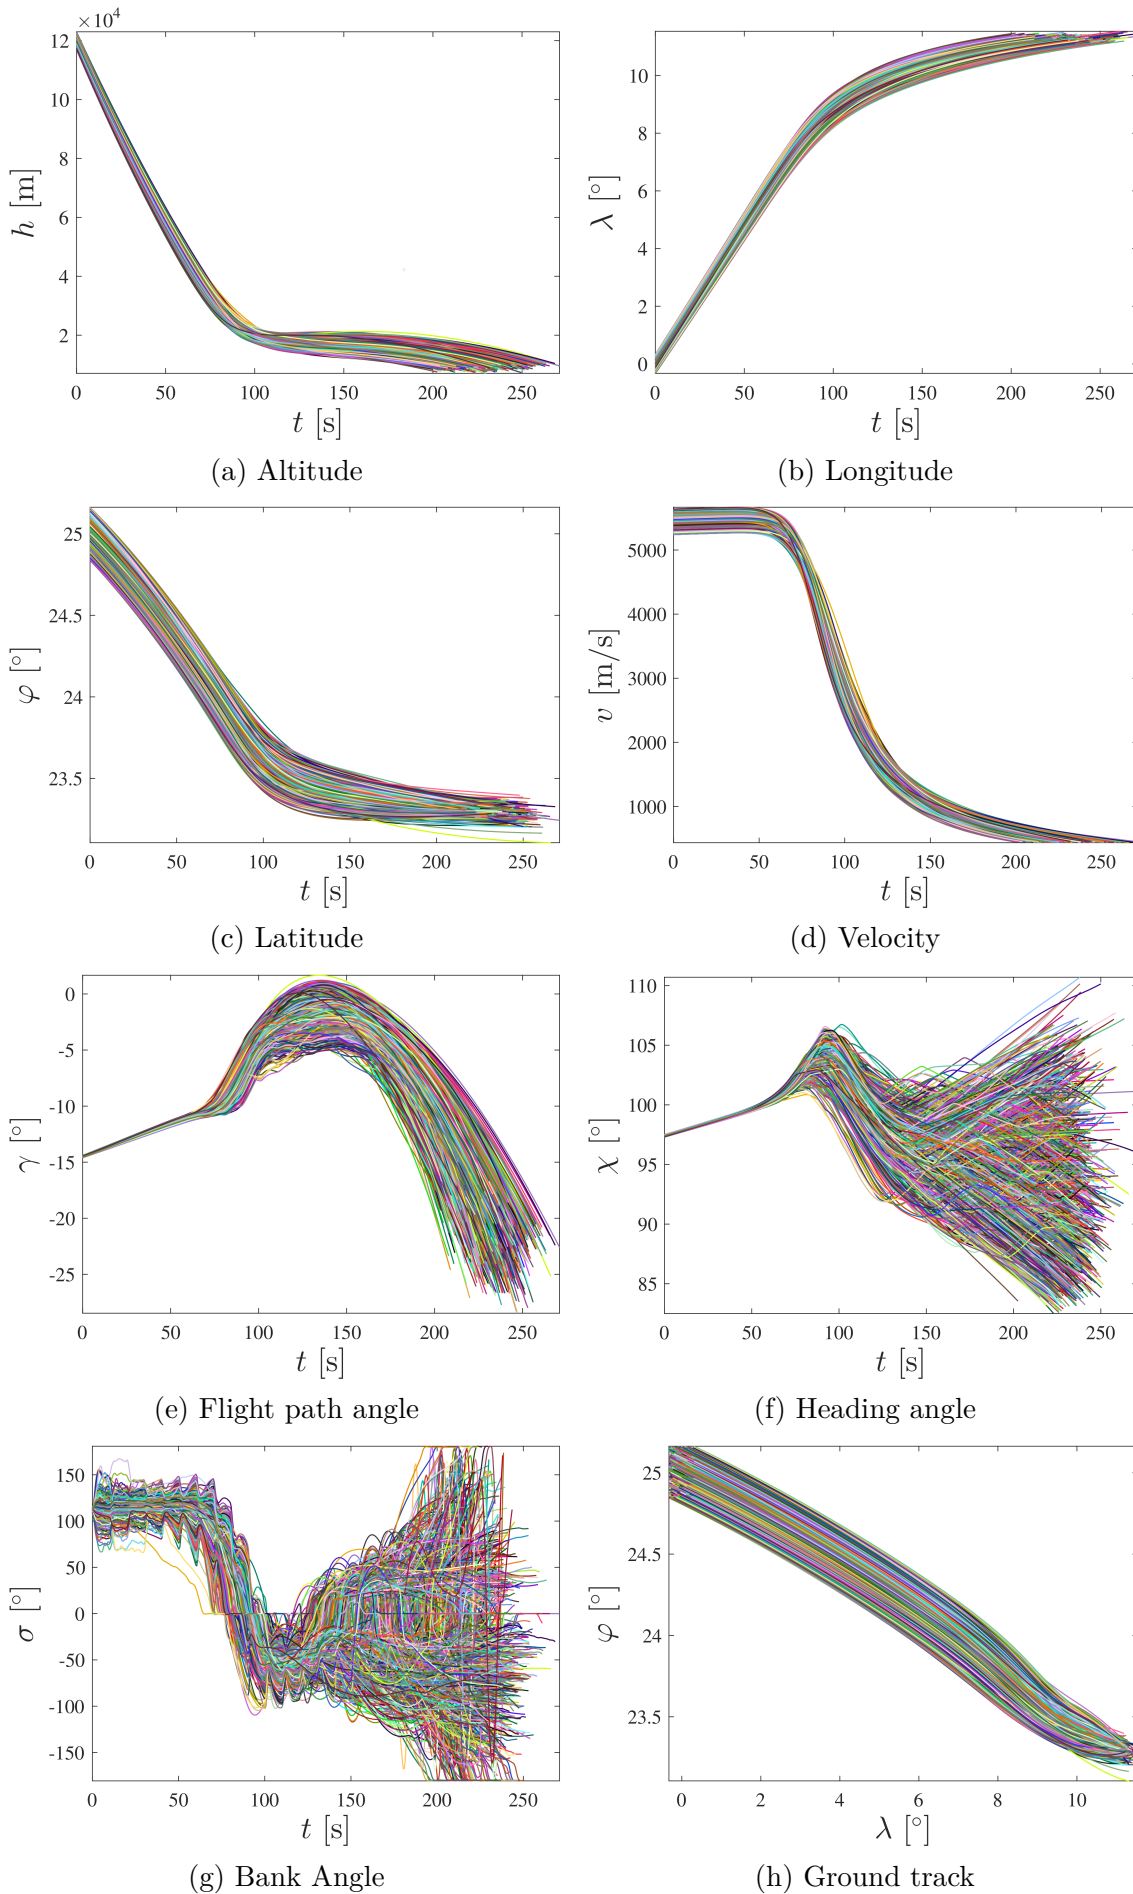 ×10⁴
12
10
8
6
4
2
h [m]
0 50 100 150 200 250
t [s]
(a) Altitude
10
8
6
4
2
0
λ [°]
0 50 100 150 200 250
t [s]
(b) Longitude
25
24.5
24
23.5
φ [°]
0 50 100 150 200 250
t [s]
(c) Latitude
5000
4000
3000
2000
1000
v [m/s]
0 50 100 150 200 250
t [s]
(d) Velocity
0
-5
-10
-15
-20
-25
γ [°]
0 50 100 150 200 250
t [s]
(e) Flight path angle
110
105
100
95
90
85
χ [°]
0 50 100 150 200 250
t [s]
(f) Heading angle
150
100
50
0
-50
-100
-150
σ [°]
0 50 100 150 200 250
t [s]
(g) Bank Angle
25
24.5
24
23.5
φ [°]
0 2 4 6 8 10
λ [°]
(h) Ground track